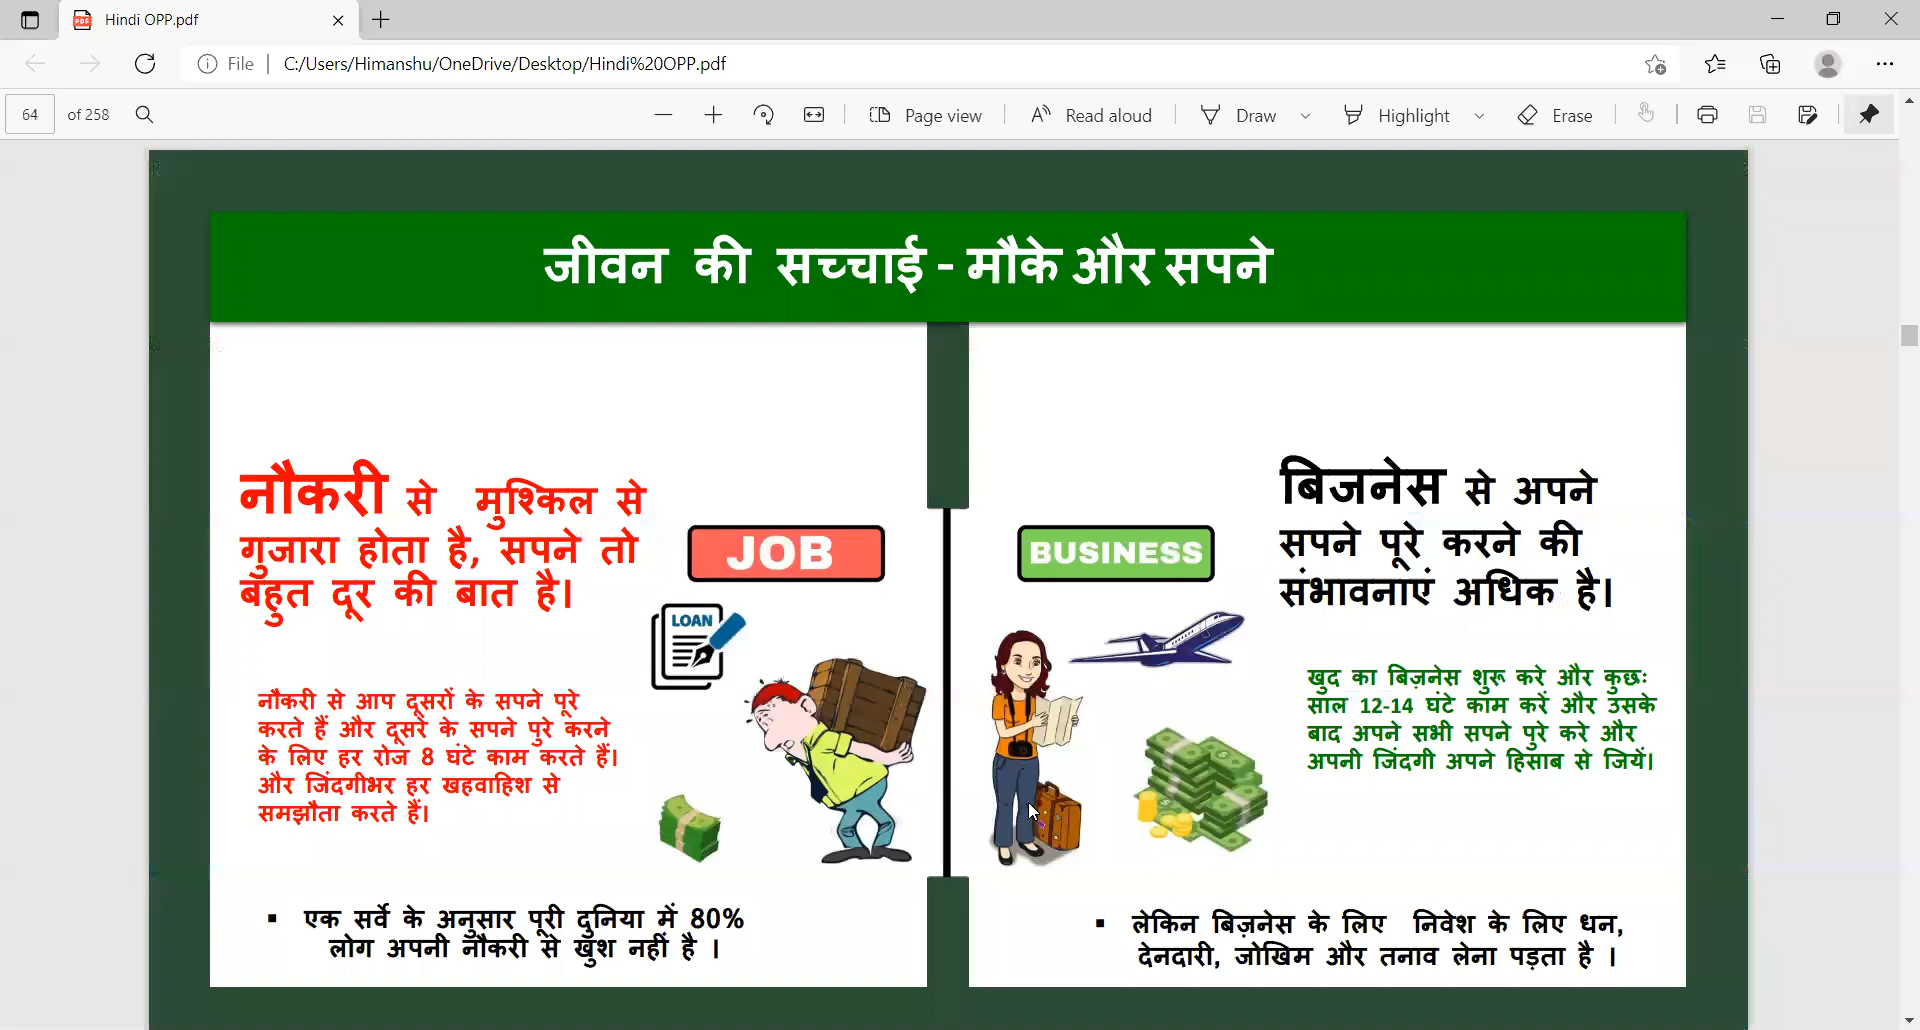 Hindi OPP.pdf
File
C:/Users/Himanshu/OneDrive/Desktop/Hindi%20OPP.pdf
64 of 258
Page view
Read aloud
Draw
Highlight
Erase
जीवन की सच्चाई - मौके और सपने
नौकरी से मुश्किल से
गुजारा होता है, सपने तो
बहुत दूर की बात है।
JOB
LOAN
नौकरी से आप दूसरों के सपने पूरे
करते हैं और दूसरे के सपने पुरे करने
के लिए हर रोज 8 घंटे काम करते हैं।
और जिंदगीभर हर खहवाहिश से
समझौता करते हैं।
▪ एक सर्वे के अनुसार पूरी दुनिया में 80%
लोग अपनी नौकरी से खुश नहीं है ।
BUSINESS
बिजनेस से अपने
सपने पूरे करने की
संभावनाएं अधिक है।
खुद का बिज़नेस शुरू करे और कुछः
साल 12-14 घंटे काम करें और उसके
बाद अपने सभी सपने पुरे करे और
अपनी जिंदगी अपने हिसाब से जियें।
▪ लेकिन बिज़नेस के लिए निवेश के लिए धन,
देनदारी, जोखिम और तनाव लेना पड़ता है ।